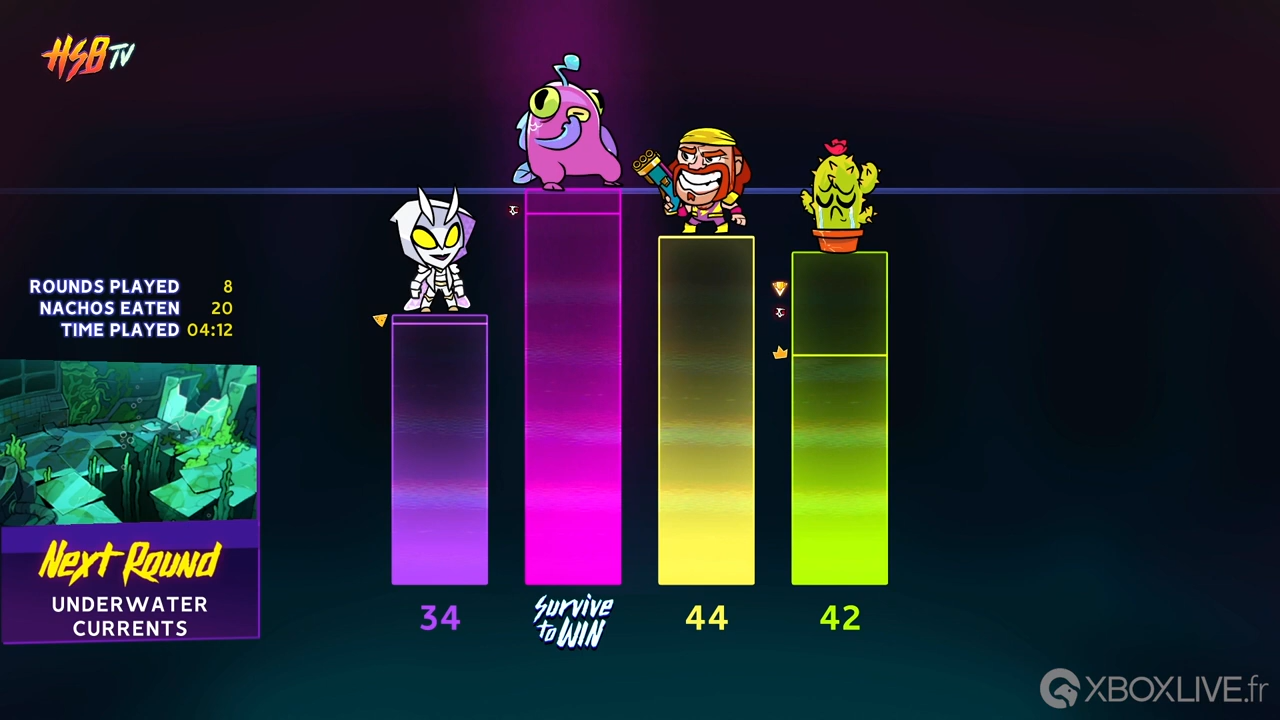 HSB TV
ROUNDS PLAYED 8
NACHOS EATEN 20
TIME PLAYED 04:12
Next Round
UNDERWATER
CURRENTS
34
Survive
to WIN
44
42
XBOXLIVE.fr